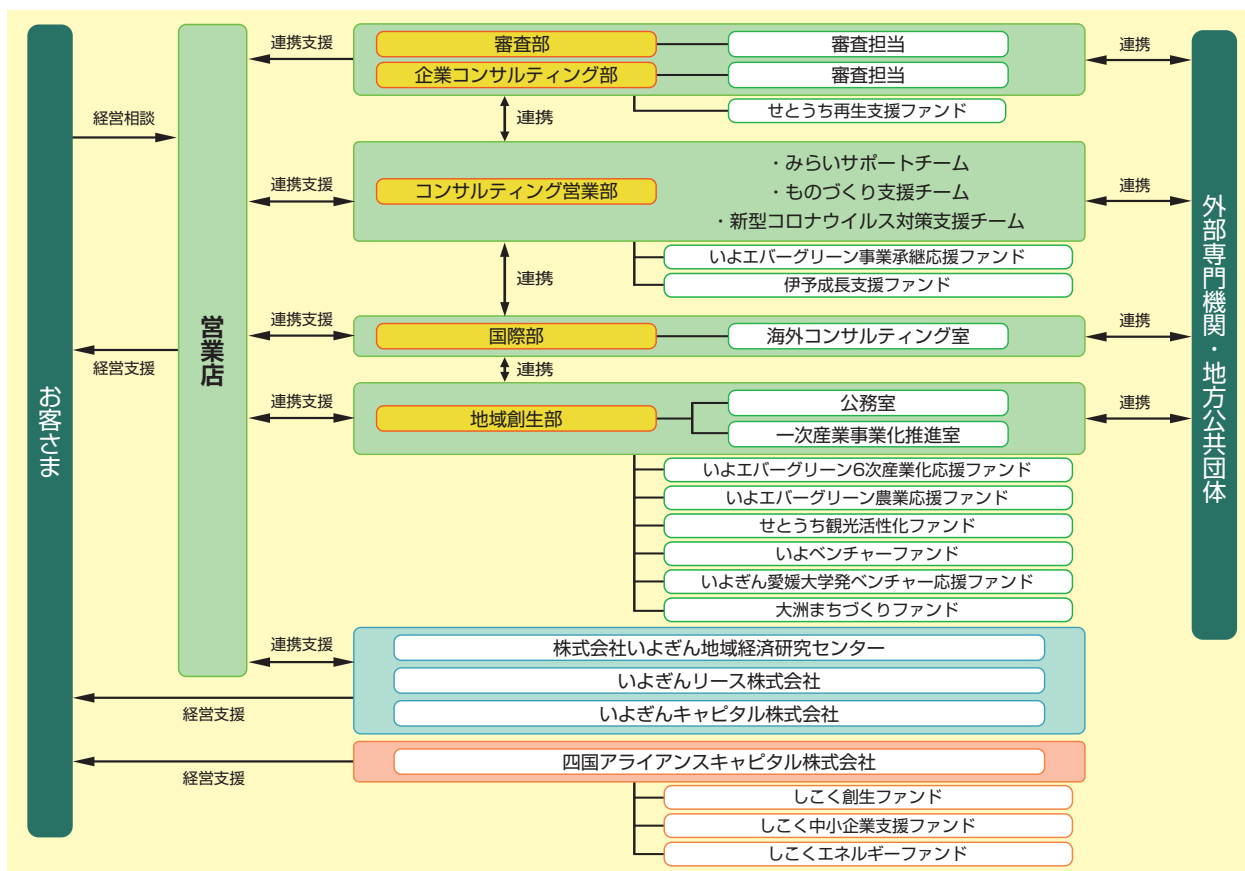 お客さま
経営相談
経営支援
営業店
連携支援
審査部
審査担当
連携
企業コンサルティング部
審査担当
せとうち再生支援ファンド
連携
連携支援
コンサルティング営業部
・みらいサポートチーム
・ものづくり支援チーム
・新型コロナウイルス対策支援チーム
連携
いよエバーグリーン事業承継応援ファンド
伊予成長支援ファンド
連携
連携支援
国際部
海外コンサルティング室
連携
連携
連携支援
地域創生部
公務室
一次産業事業化推進室
連携
いよエバーグリーン6次産業化応援ファンド
いよエバーグリーン農業応援ファンド
せとうち観光活性化ファンド
いよベンチャーファンド
いよぎん愛媛大学発ベンチャー応援ファンド
大洲まちづくりファンド
連携支援
株式会社いよぎん地域経済研究センター
いよぎんリース株式会社
いよぎんキャピタル株式会社
経営支援
四国アライアンスキャピタル株式会社
経営支援
しこく創生ファンド
しこく中小企業支援ファンド
しこくエネルギーファンド
外部専門機関・地方公共団体